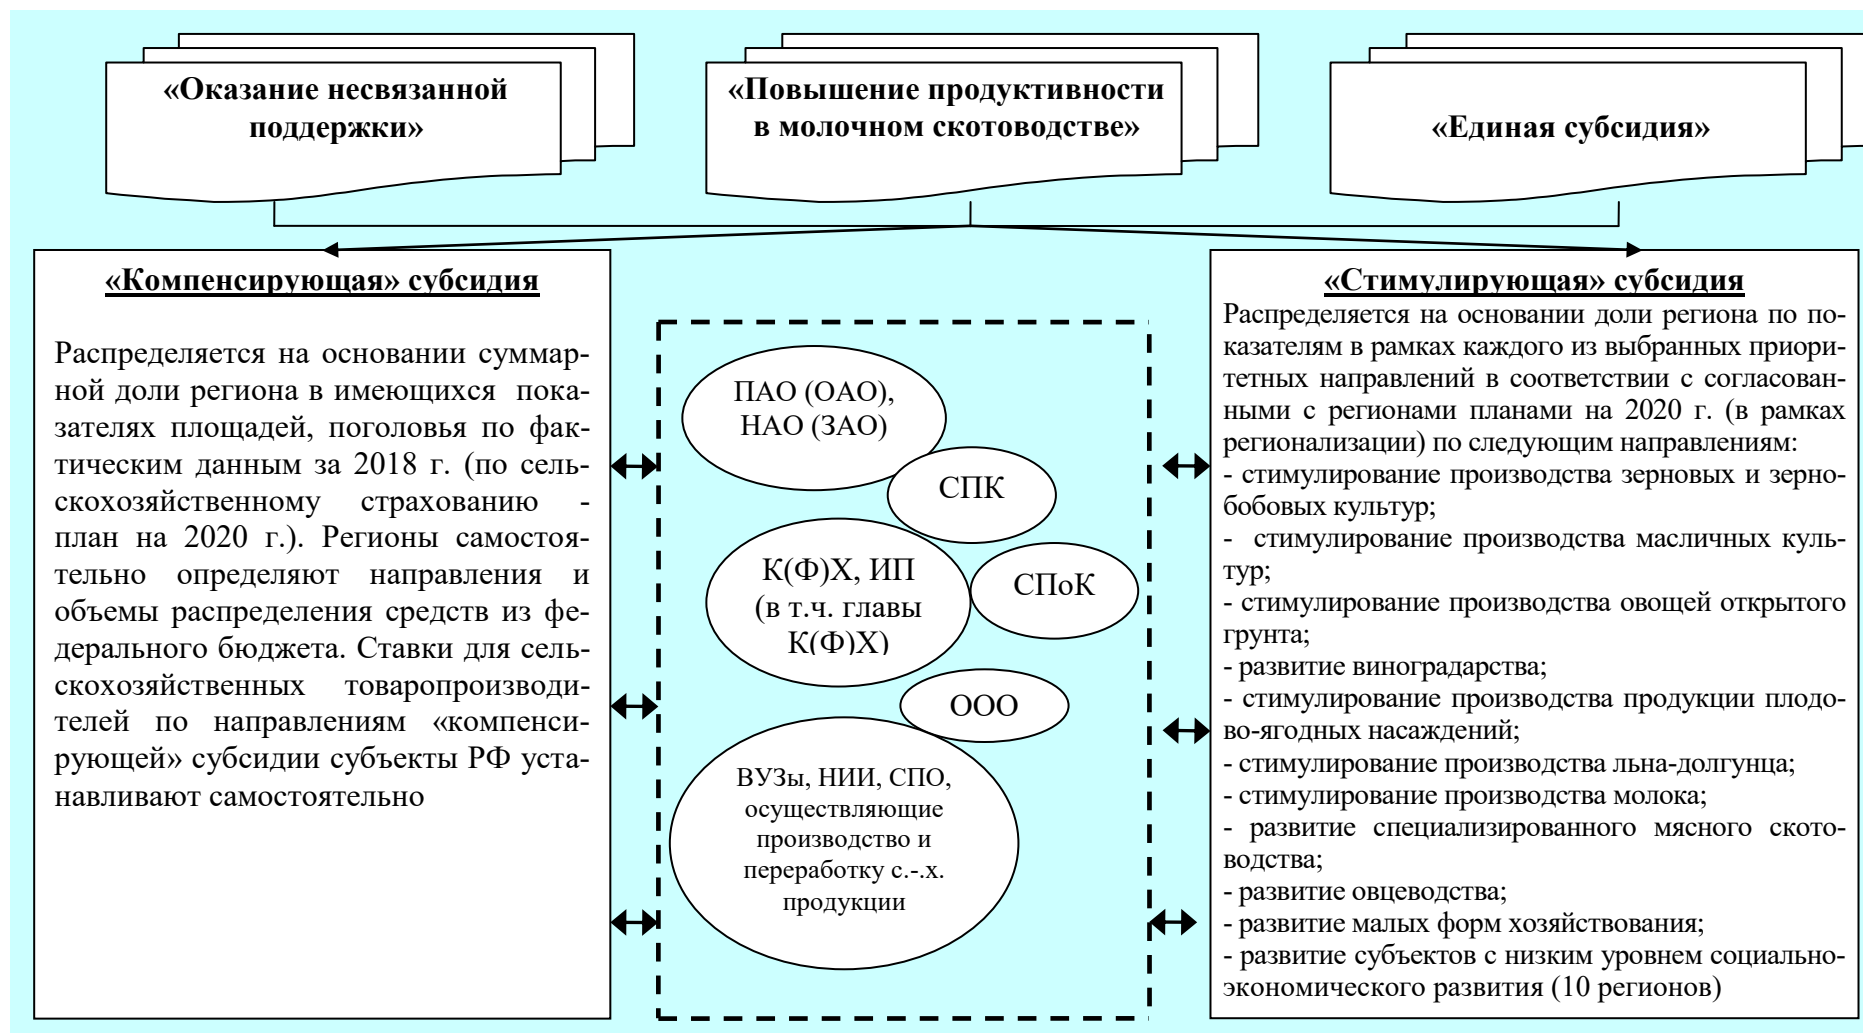 «Оказание несвязанной
поддержки»
«Повышение продуктивности
в молочном скотоводстве»
«Единая субсидия»
«Компенсирующая» субсидия
Распределяется на основании суммар-
ной доли региона в имеющихся пока-
зателях площадей, поголовья по фак-
тическим данным за 2018 г. (по сель-
скохозяйственному страхованию -
план на 2020 г.). Регионы самостоя-
тельно определяют направления и
объемы распределения средств из фе-
дерального бюджета. Ставки для сель-
скохозяйственных товаропроизводи-
телей по направлениям «компенси-
рующей» субсидии субъекты РФ уста-
навливают самостоятельно
ПАО (ОАО),
НАО (ЗАО)
СПК
К(Ф)Х, ИП
(в т.ч. главы
К(Ф)Х)
СПоК
ООО
ВУЗы, НИИ, СПО,
осуществляющие
производство и
переработку с.-.х.
продукции
«Стимулирующая» субсидия
Распределяется на основании доли региона по по-
казателям в рамках каждого из выбранных приори-
тетных направлений в соответствии с согласован-
ными с регионами планами на 2020 г. (в рамках
регионализации) по следующим направлениям:
- стимулирование производства зерновых и зерно-
бобовых культур;
- стимулирование производства масличных куль-
тур;
- стимулирование производства овощей открытого
грунта;
- развитие виноградарства;
- стимулирование производства продукции плодо-
во-ягодных насаждений;
- стимулирование производства льна-долгунца;
- стимулирование производства молока;
- развитие специализированного мясного ското-
водства;
- развитие овцеводства;
- развитие малых форм хозяйствования;
- развитие субъектов с низким уровнем социально-
экономического развития (10 регионов)